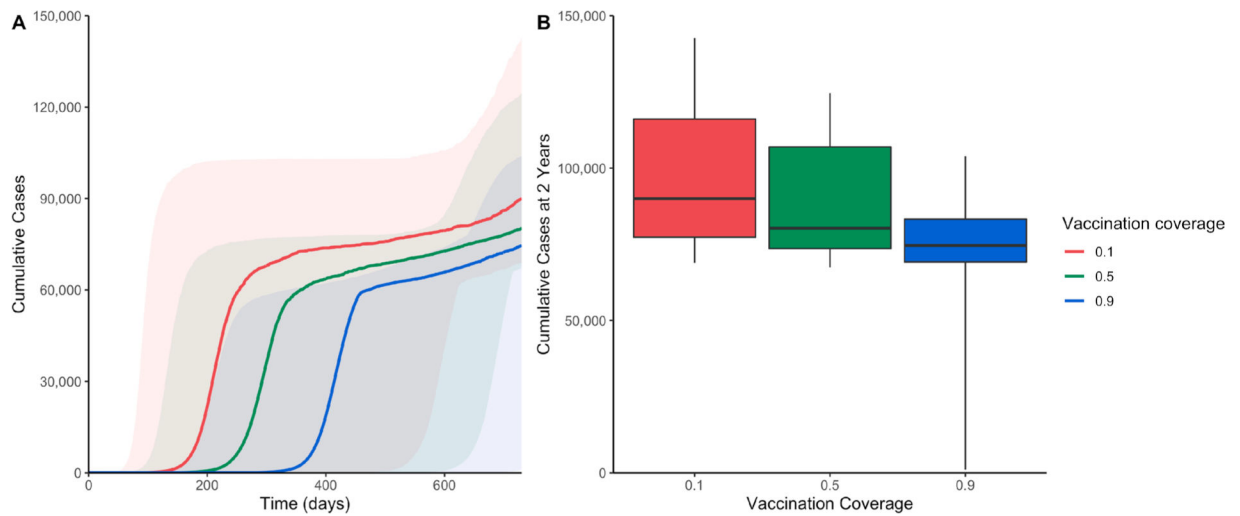 A
150,000
120,000
90,000
60,000
30,000
0
0
200
400
600
Time (days)
Cumulative Cases
B
150,000
100,000
50,000
0
0.1
0.5
0.9
Vaccination Coverage
Cumulative Cases at 2 Years
Vaccination coverage
0.1
0.5
0.9